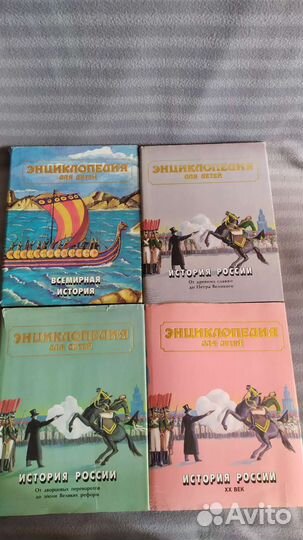 ЭНЦИКЛОПЕДИЯ
ДЛЯ ДЕТЕЙ
ВСЕМИРНАЯ
ИСТОРИЯ
ЭНЦИКЛОПЕДИЯ
ДЛЯ ДЕТЕЙ
ИСТОРИЯ РОССИИ
От древних славян
до Петра Великого
ЭНЦИКЛОПЕДИЯ
ДЛЯ ДЕТЕЙ
ИСТОРИЯ РОССИИ
От дворцовых переворотов
до эпохи Великих реформ
ЭНЦИКЛОПЕДИЯ
ДЛЯ ДЕТЕЙ
ИСТОРИЯ РОССИИ
XX ВЕК
Avito